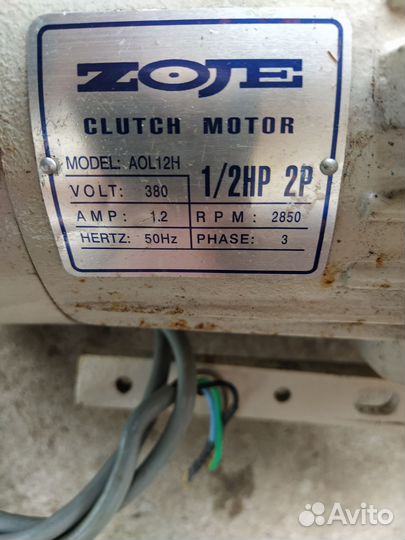 ZOJE
CLUTCH MOTOR
MODEL: AOL12H
1/2HP 2P
VOLT: 380
AMP: 1.2 RPM: 2850
HERTZ: 50Hz PHASE: 3
Avito